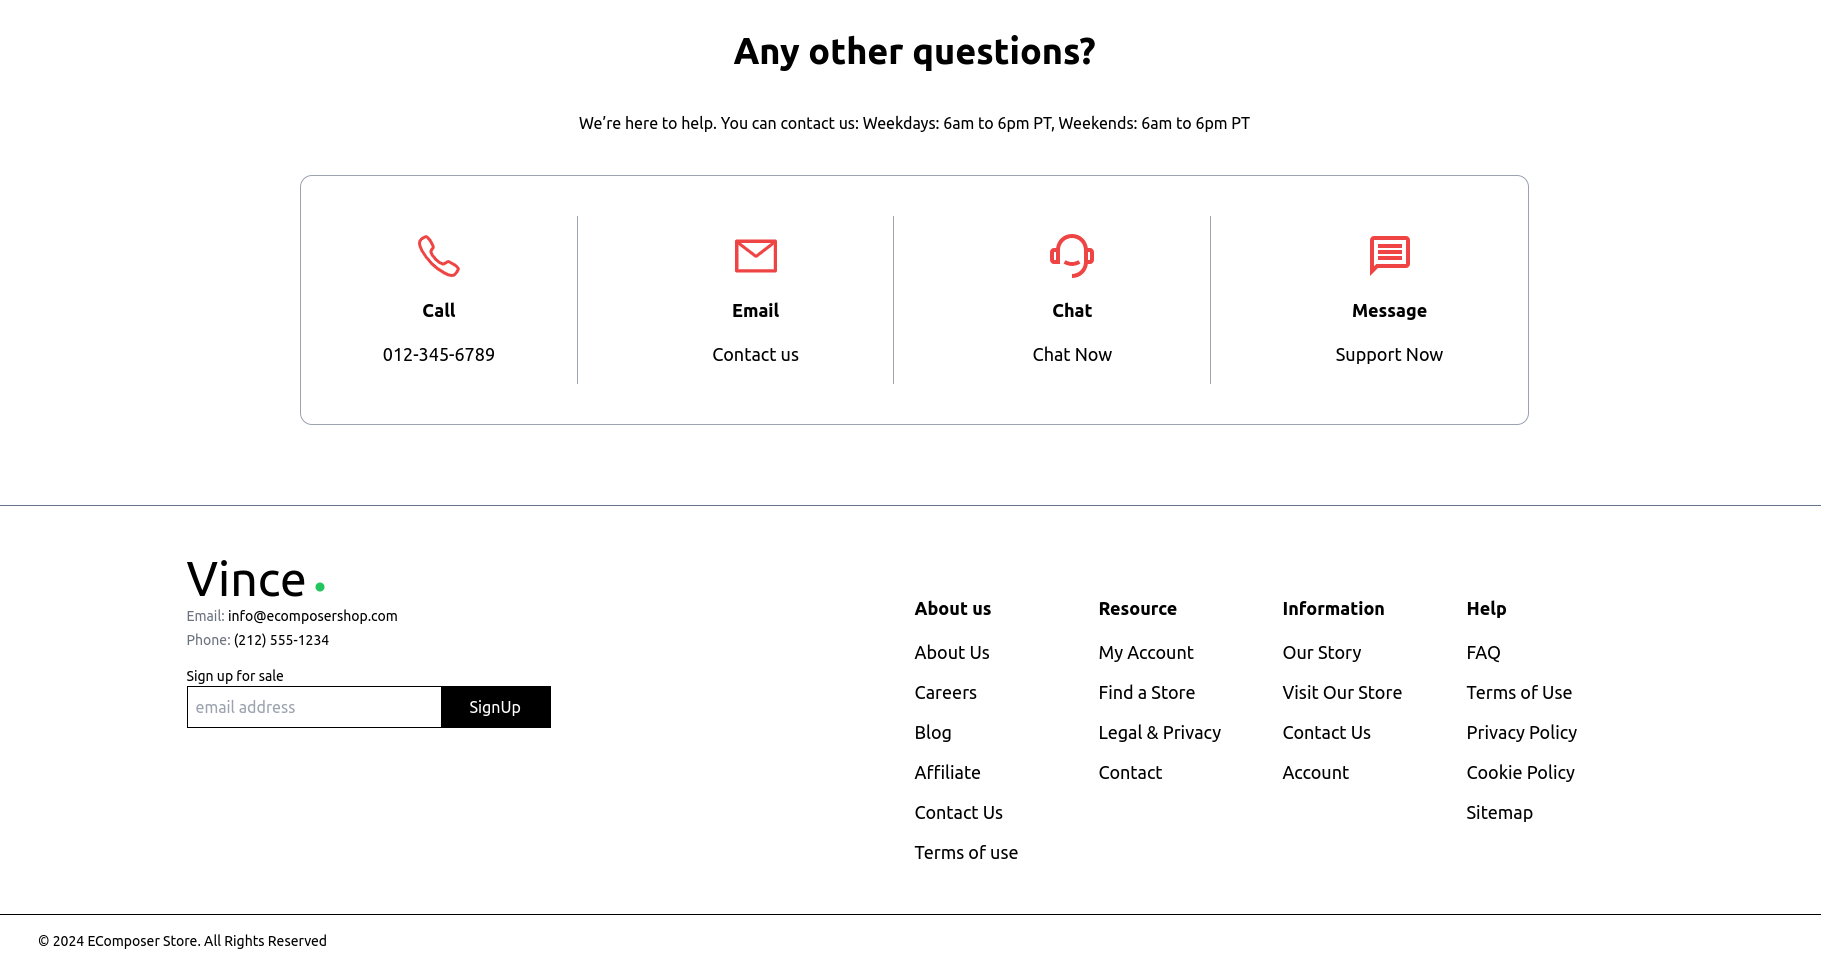 Any other questions?
We’re here to help. You can contact us: Weekdays: 6am to 6pm PT, Weekends: 6am to 6pm PT
Call
012-345-6789
Email
Contact us
Chat
Chat Now
Message
Support Now
Vince
Email: info@ecomposershop.com
Phone: (212) 555-1234
Sign up for sale
email address
SignUp
About us
About Us
Careers
Blog
Affiliate
Contact Us
Terms of use
Resource
My Account
Find a Store
Legal & Privacy
Contact
Information
Our Story
Visit Our Store
Contact Us
Account
Help
FAQ
Terms of Use
Privacy Policy
Cookie Policy
Sitemap
© 2024 EComposer Store. All Rights Reserved